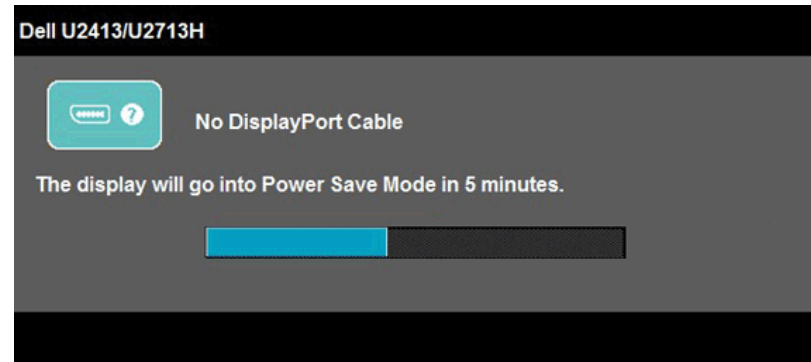 Dell U2413/U2713H
?
No DisplayPort Cable
The display will go into Power Save Mode in 5 minutes.